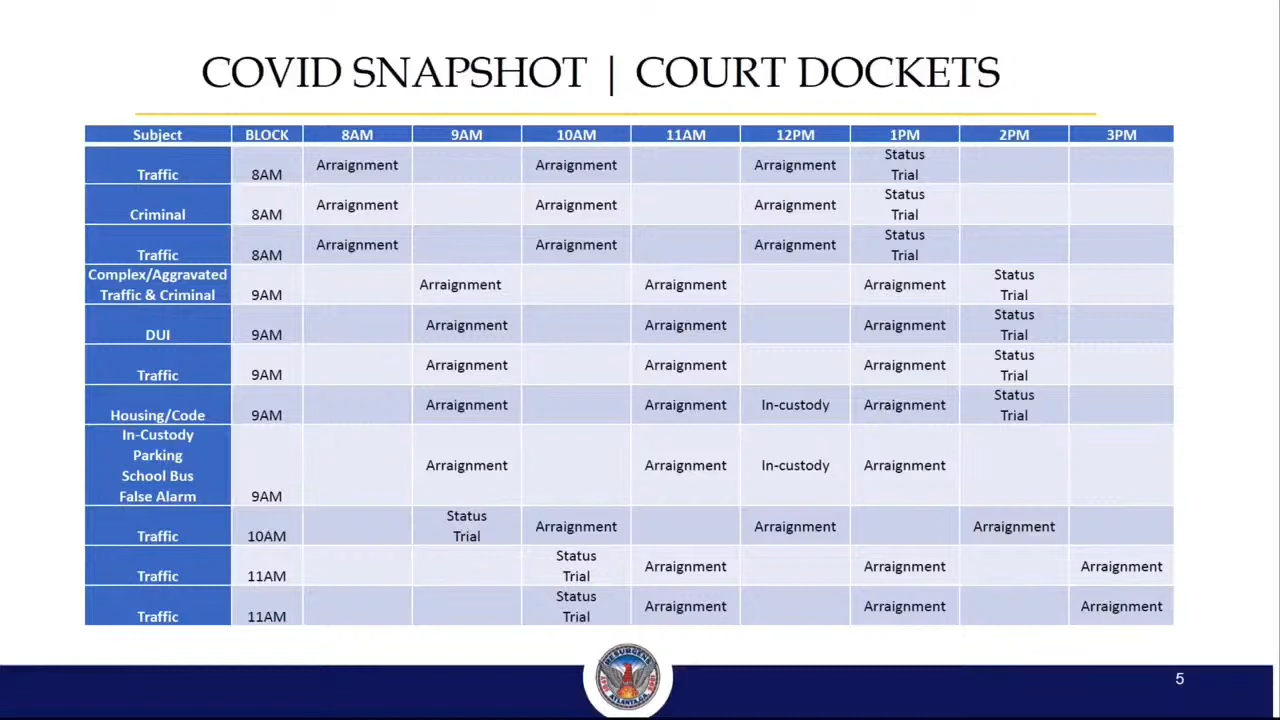 COVID SNAPSHOT | COURT DOCKETS
Subject BLOCK 8AM 9AM 10AM 11AM 12PM 1PM 2PM 3PM
Traffic 8AM Arraignment Arraignment Arraignment Status Trial
Criminal 8AM Arraignment Arraignment Arraignment Status Trial
Traffic 8AM Arraignment Arraignment Arraignment Status Trial
Complex/Aggravated Traffic & Criminal 9AM Arraignment Arraignment Arraignment Status Trial
DUI 9AM Arraignment Arraignment Arraignment Status Trial
Traffic 9AM Arraignment Arraignment Arraignment Status Trial
Housing/Code 9AM Arraignment Arraignment In-custody Arraignment Status Trial
In-Custody Parking School Bus False Alarm 9AM Arraignment Arraignment In-custody Arraignment
Traffic 10AM Status Trial Arraignment Arraignment Arraignment
Traffic 11AM Status Trial Arraignment Arraignment Arraignment
Traffic 11AM Status Trial Arraignment Arraignment Arraignment
RESURGENS
ATLANTA, GA.
5